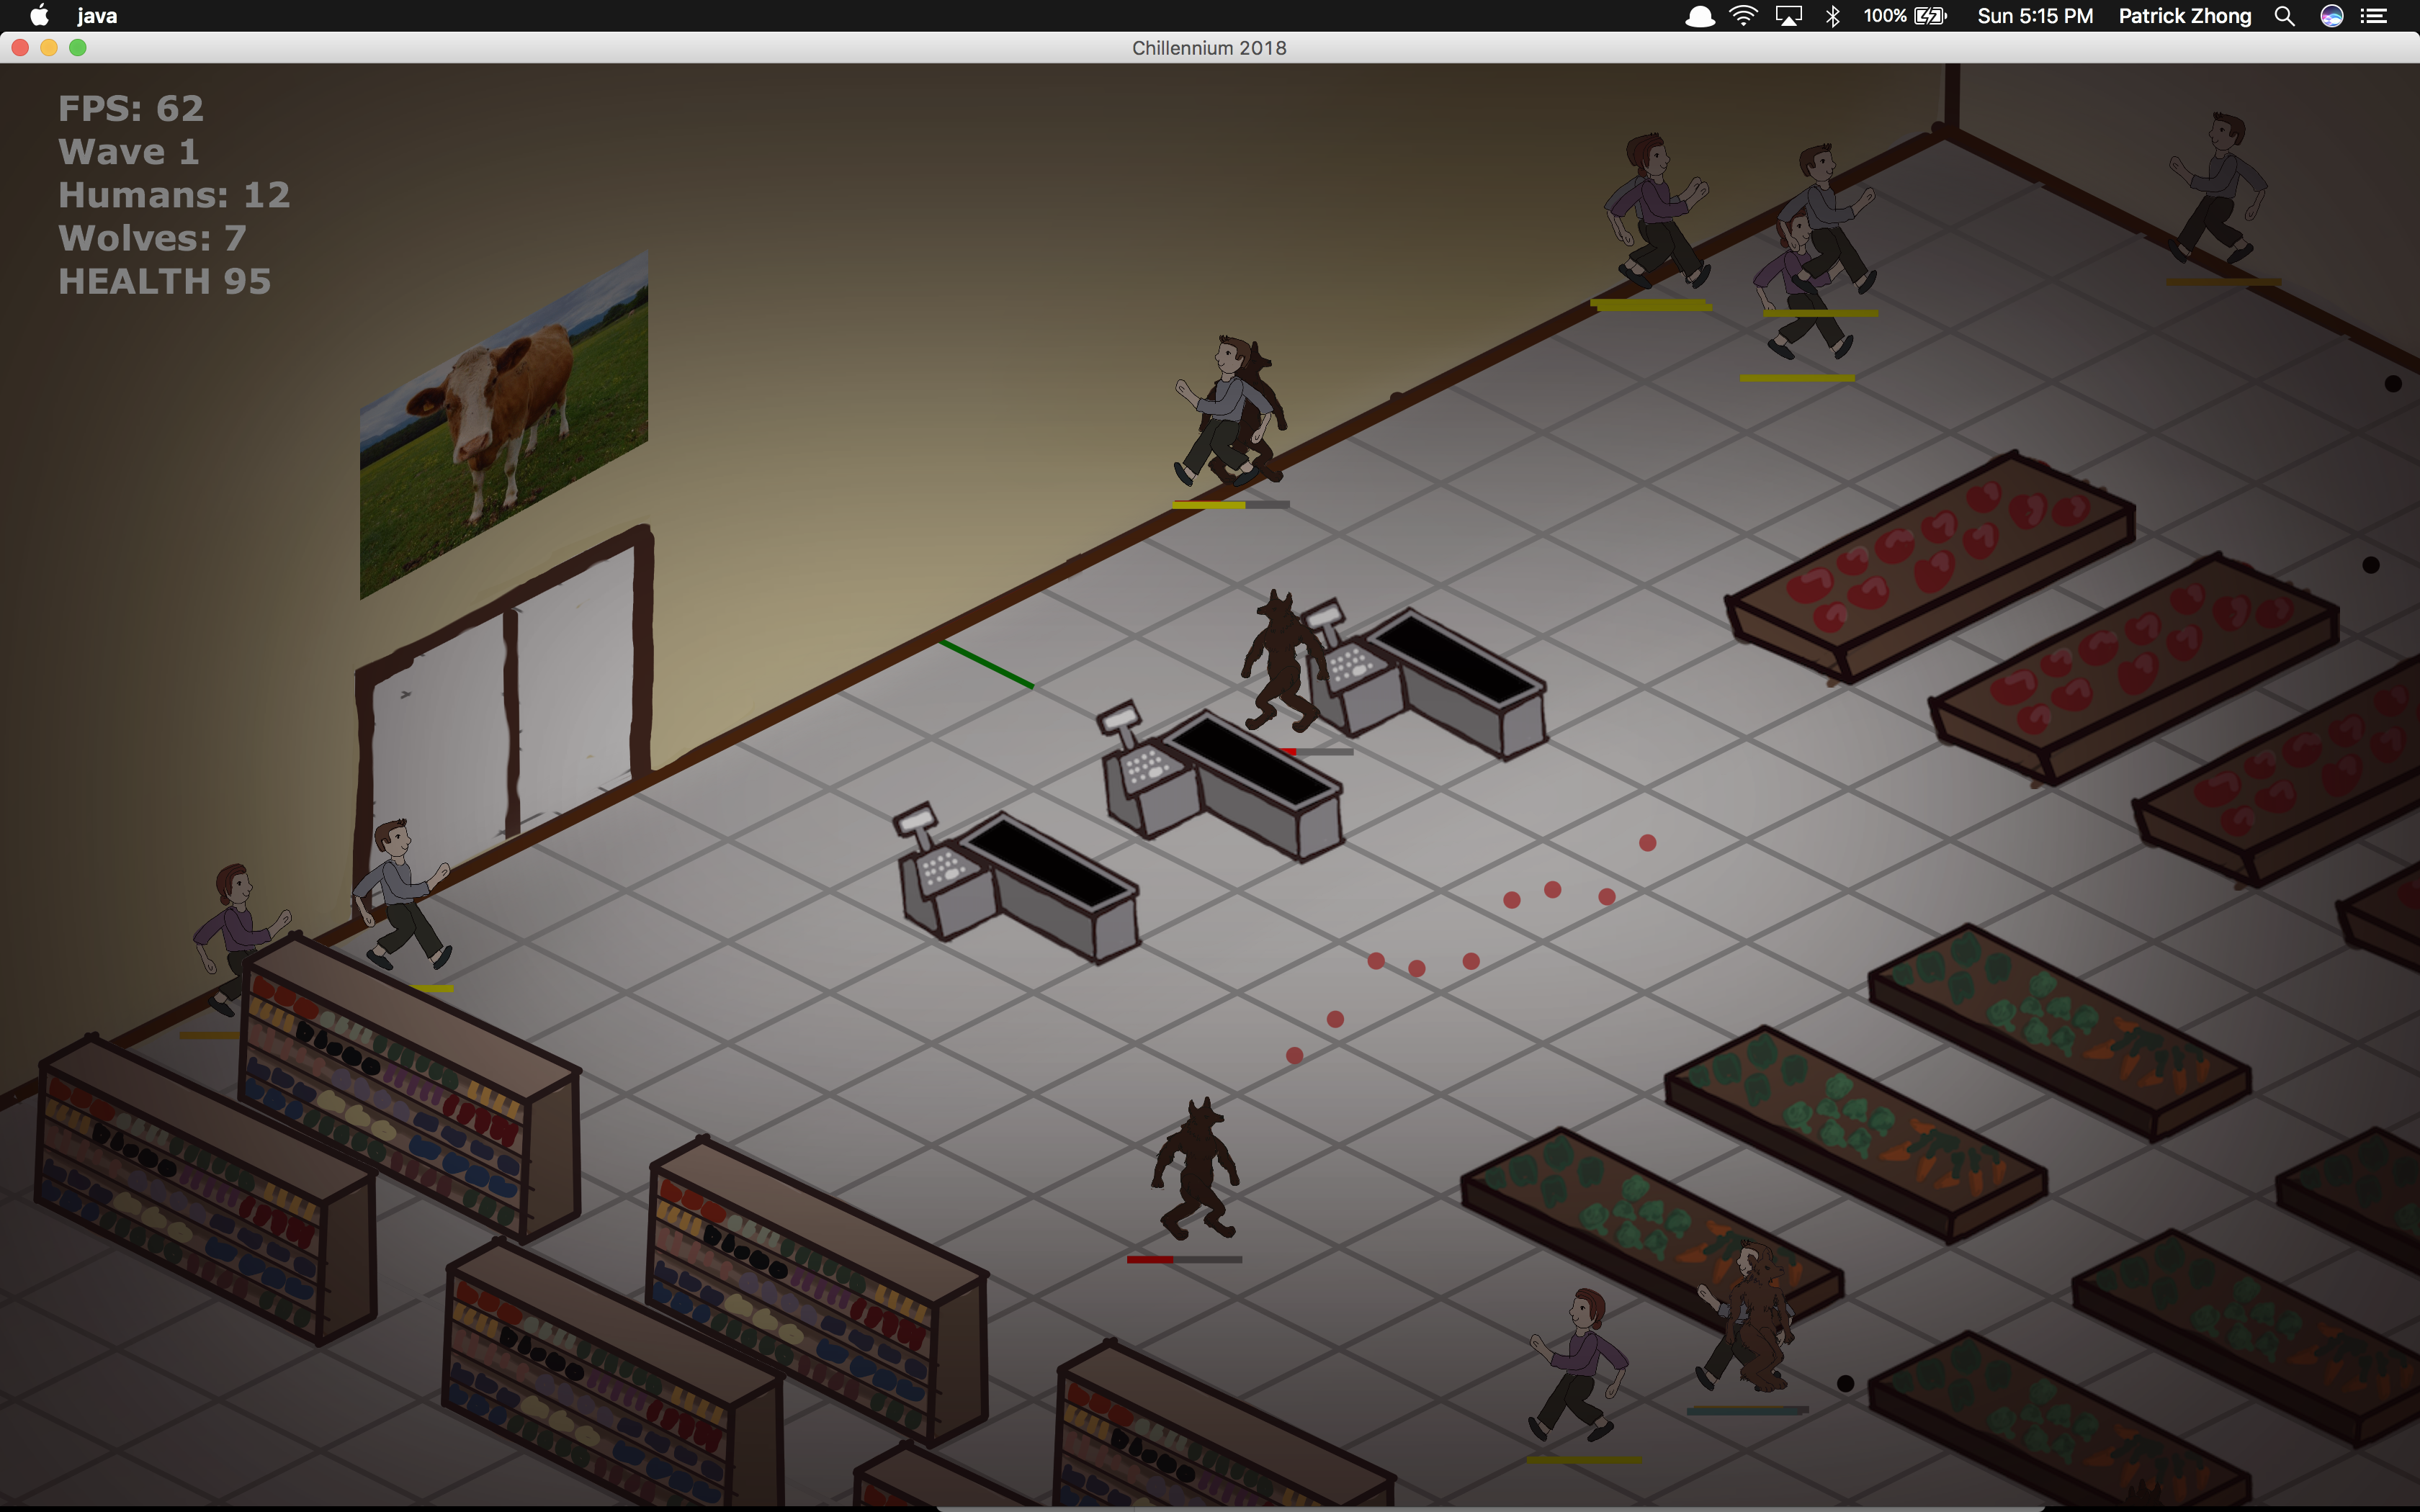 java
100%
Sun 5:15 PM
Patrick Zhong
Chillennium 2018
FPS: 62
Wave 1
Humans: 12
Wolves: 7
HEALTH 95